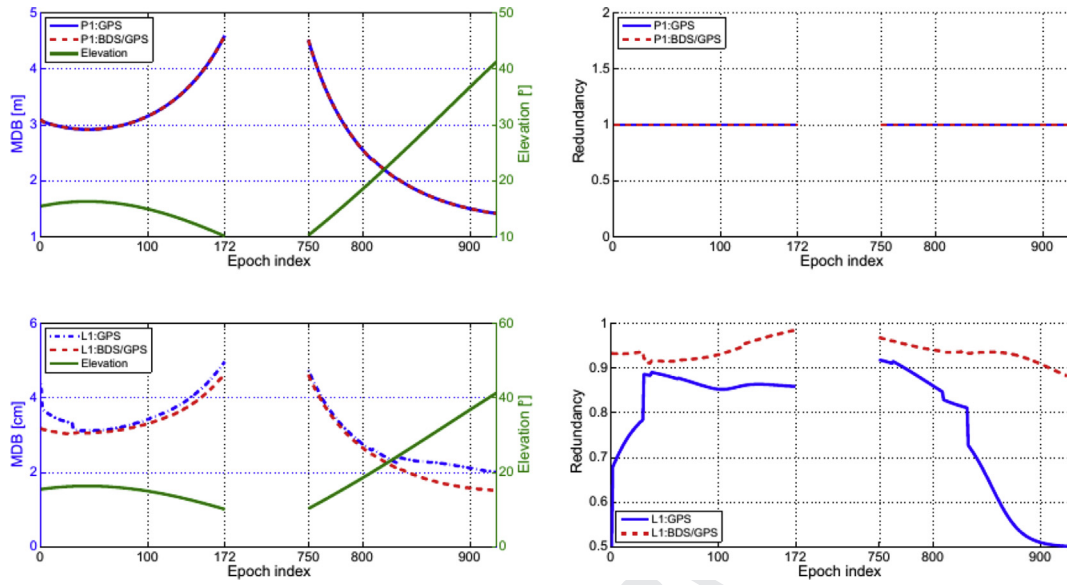 5
4
3
2
1
MDB [m]
P1:GPS
P1:BDS/GPS
Elevation
50
40
30
20
10
Elevation [°]
0
100
172
750
800
900
Epoch index
2
1.5
1
0.5
0
Redundancy
P1:GPS
P1:BDS/GPS
0
100
172
750
800
900
Epoch index
6
4
2
0
MDB [cm]
L1:GPS
L1:BDS/GPS
Elevation
60
40
20
0
Elevation [°]
0
100
172
750
800
900
Epoch index
1
0.9
0.8
0.7
0.6
0.5
Redundancy
L1:GPS
L1:BDS/GPS
0
100
172
750
800
900
Epoch index